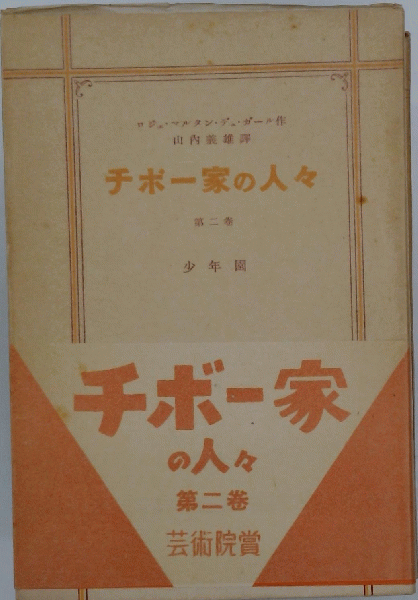 ロジェ・マルタン・デュ・ガール作
山内義雄譯
チボー家の人々
第二巻
少年園
チボー家
の人々
第二卷
芸術院賞